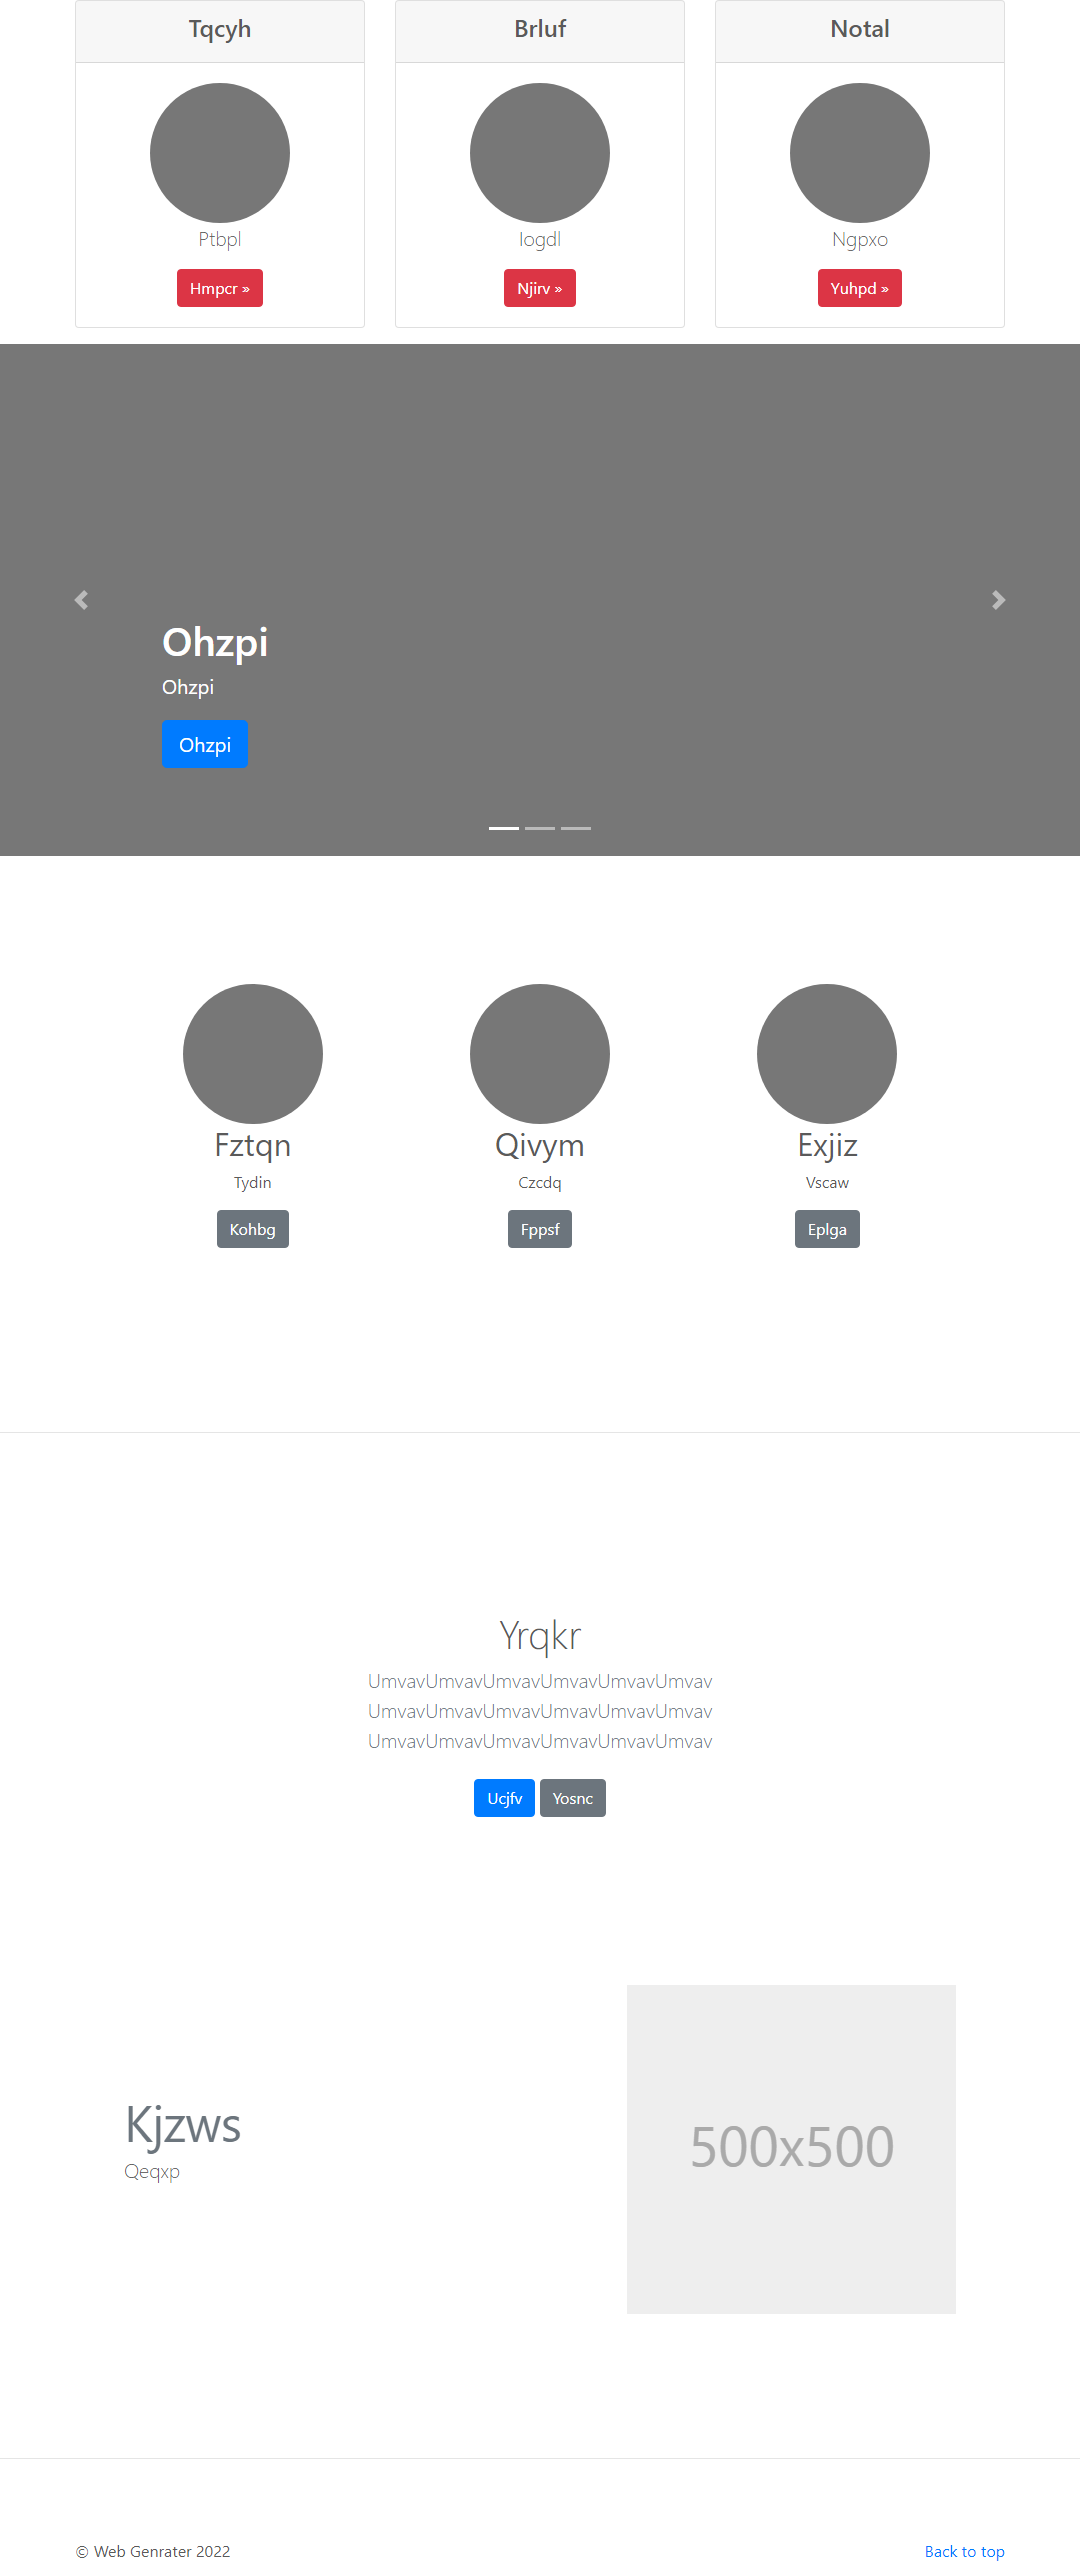 Tqcyh
Brluf
Notal
Ptbpl
Iogdl
Ngpxo
Hmpcr »
Njirv »
Yuhpd »
Ohzpi
Ohzpi
Ohzpi
Fztqn
Qivym
Exjiz
Tydin
Czcdq
Vscaw
Kohbg
Fppsf
Eplga
Yrqkr
UmvavUmvavUmvavUmvavUmvavUmvav
UmvavUmvavUmvavUmvavUmvavUmvav
UmvavUmvavUmvavUmvavUmvavUmvav
Ucjfv
Yosnc
Kjzws
Qeqxp
500x500
© Web Genrater 2022
Back to top